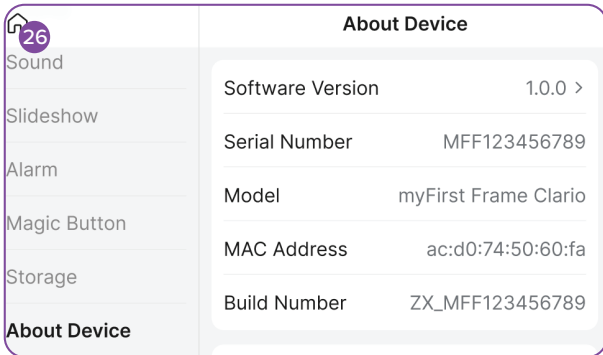 26
About Device
Sound
Slideshow
Alarm
Magic Button
Storage
About Device
Software Version 1.0.0 >
Serial Number MFF123456789
Model myFirst Frame Clario
MAC Address ac:d0:74:50:60:fa
Build Number ZX_MFF123456789